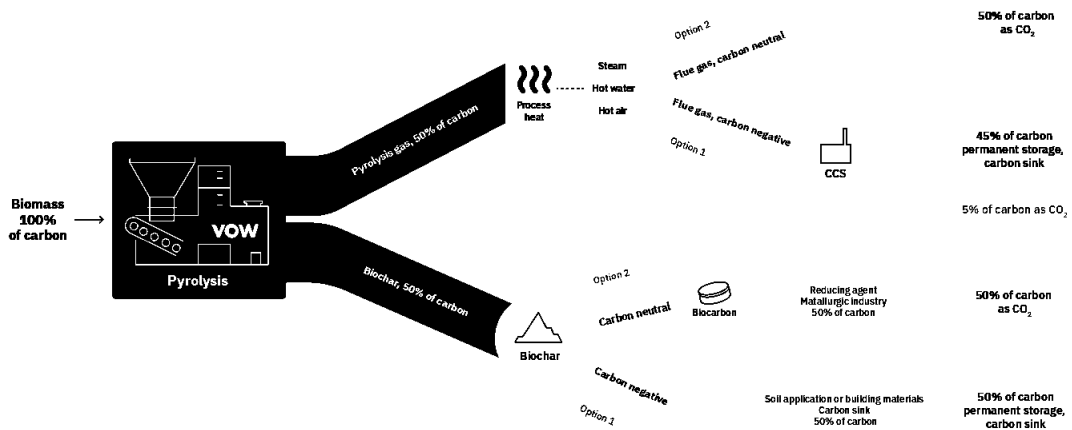 Biomass
100%
of carbon
VOW
Pyrolysis
Pyrolysis gas, 50% of carbon
Biochar, 50% of carbon
Process
heat
Steam
Hot water
Hot air
Option 2
Flue gas, carbon neutral
Flue gas, carbon negative
Option 1
CCS
50% of carbon
as CO₂
45% of carbon
permanent storage,
carbon sink
5% of carbon as CO₂
Biochar
Option 2
Carbon neutral
Biocarbon
Reducing agent
Matallurgic industry
50% of carbon
50% of carbon
as CO₂
Carbon negative
Option 1
Soil application or building materials
Carbon sink
50% of carbon
50% of carbon
permanent storage,
carbon sink